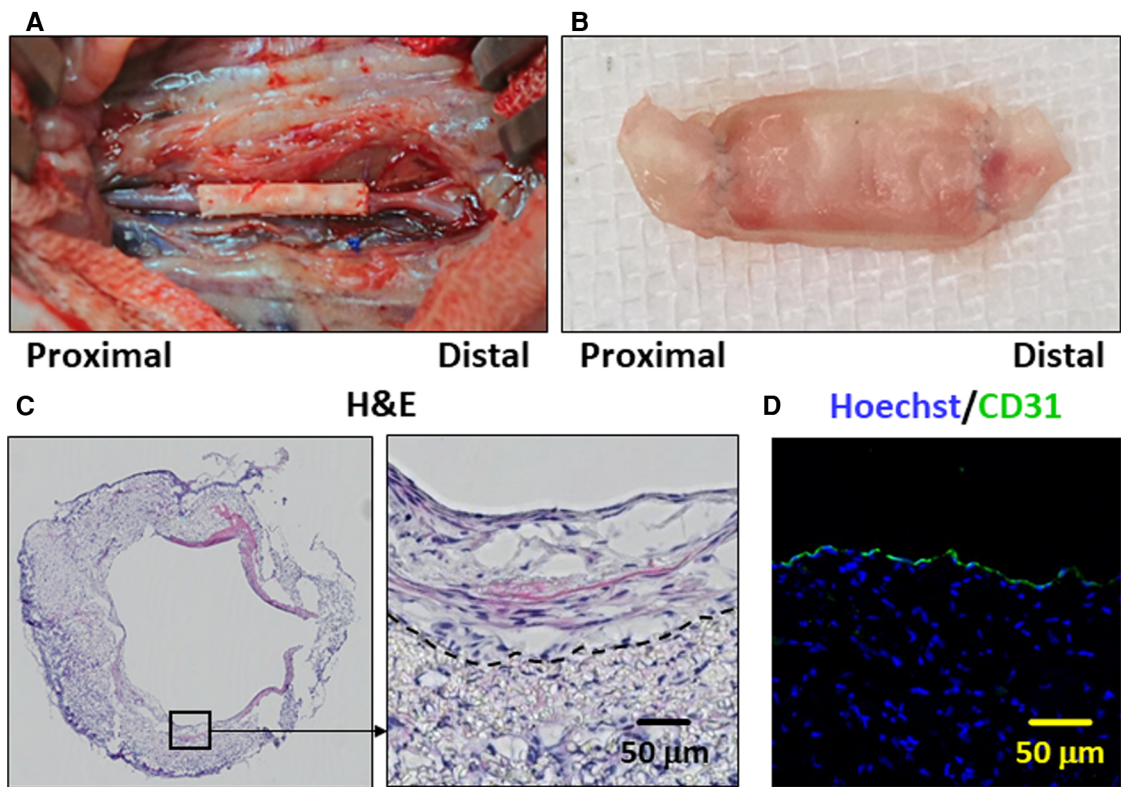 A
B
Proximal
Distal
Proximal
Distal
C
H&E
D
Hoechst/CD31
50 μm
50 μm